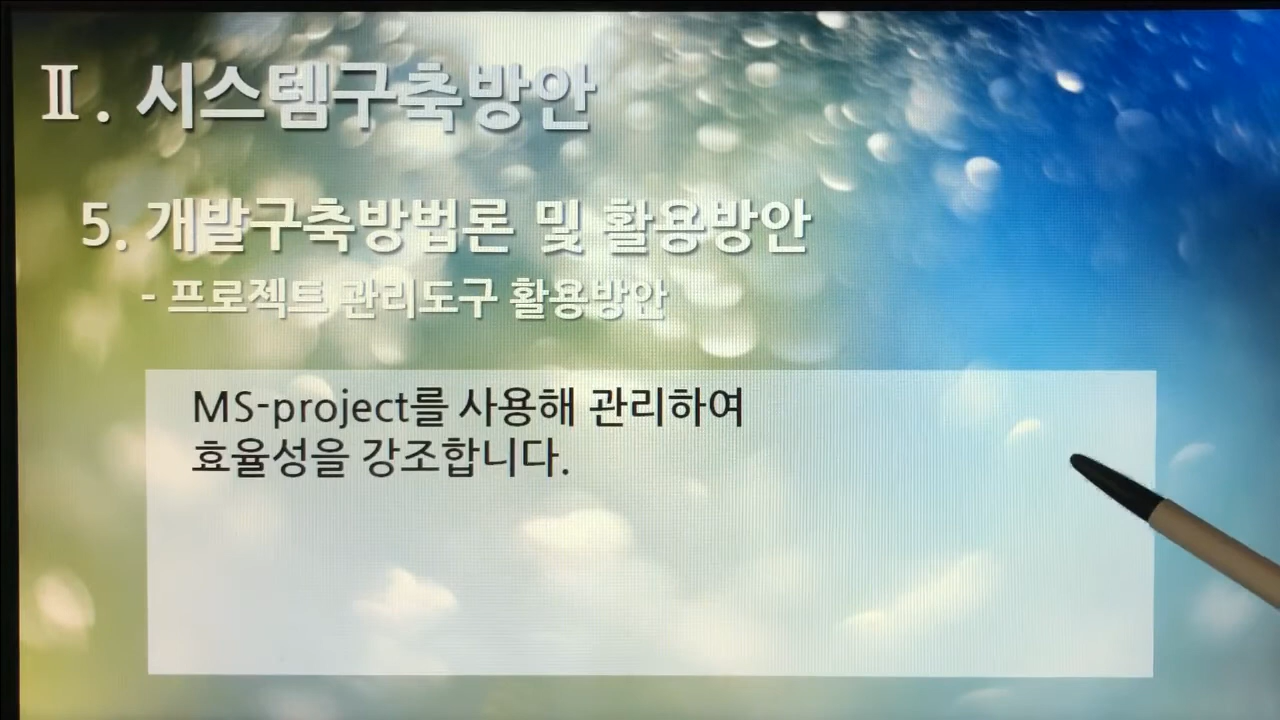 Ⅱ. 시스템구축방안
5. 개발구축방법론 및 활용방안
- 프로젝트 관리도구 활용방안
MS-project를 사용해 관리하여
효율성을 강조합니다.